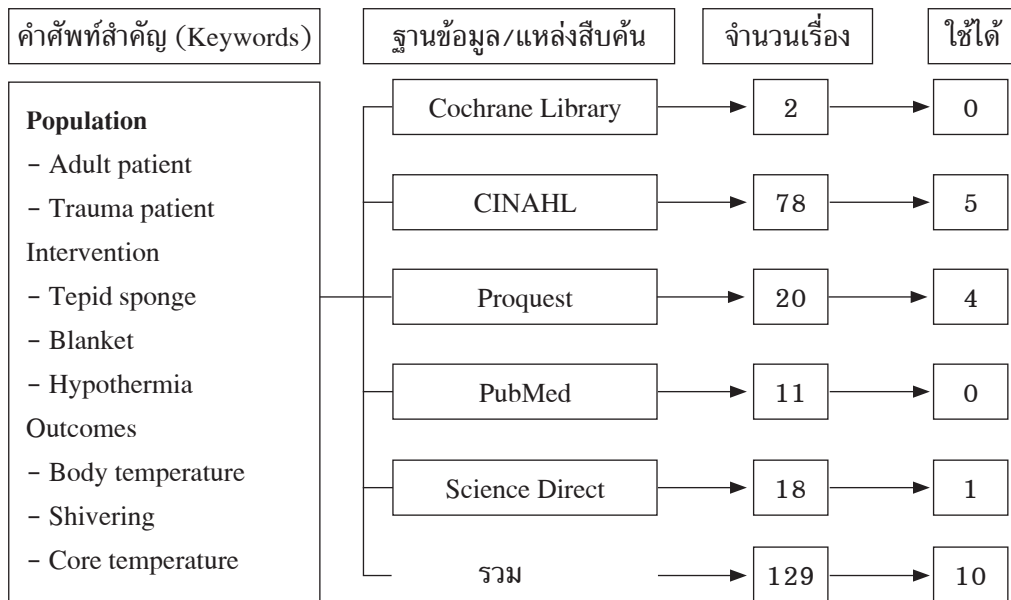 คำศัพท์สำคัญ (Keywords)
ฐานข้อมูล/แหล่งสืบค้น
จำนวนเรื่อง
ใช้ได้
Population
- Adult patient
- Trauma patient
Intervention
- Tepid sponge
- Blanket
- Hypothermia
Outcomes
- Body temperature
- Shivering
- Core temperature
Cochrane Library 2 0
CINAHL 78 5
Proquest 20 4
PubMed 11 0
Science Direct 18 1
รวม 129 10